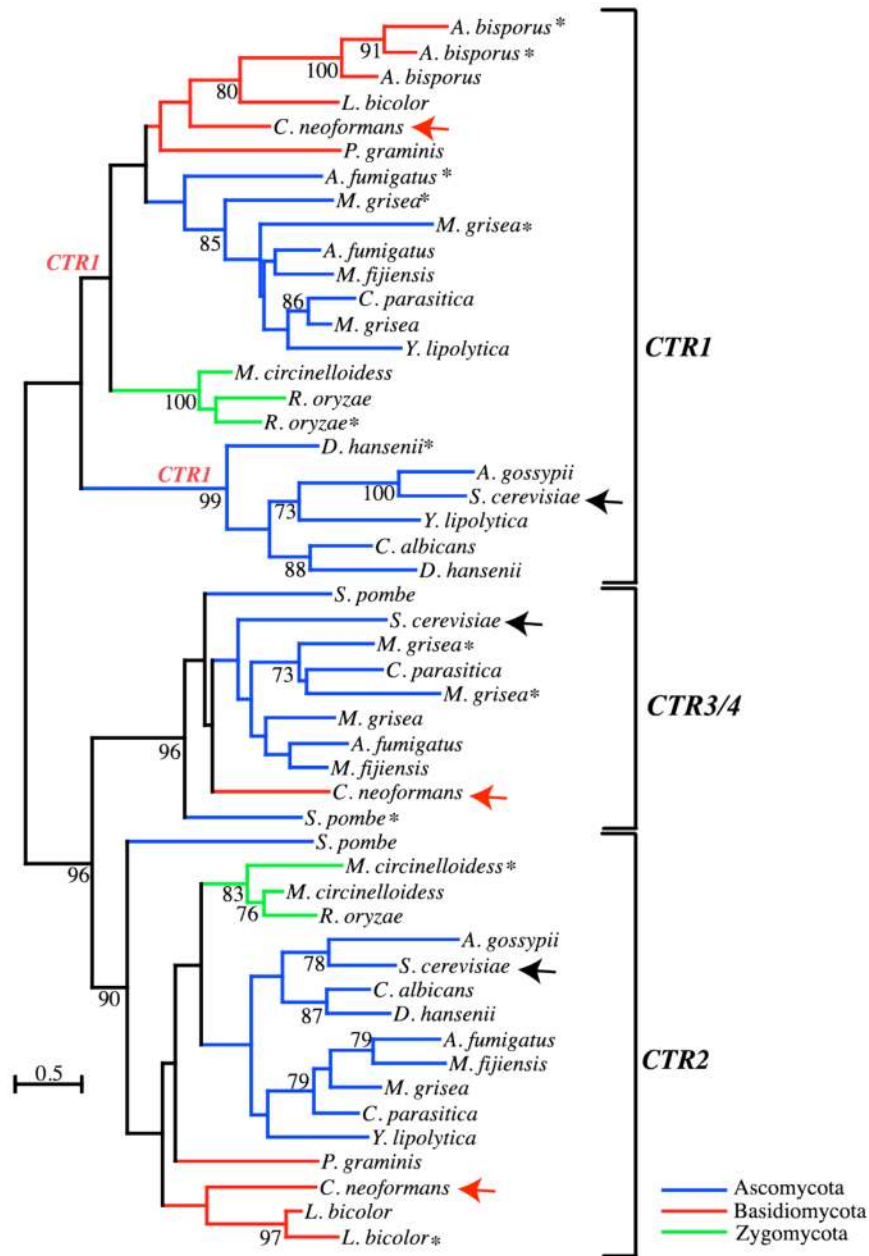 A. bisporus*
91
A. bisporus*
100
A. bisporus
80
L. bicolor
C. neoformans
P. graminis
A. fumigatus*
M. grisea*
M. grisea*
85
A. fumigatus
CTR1
M. fijiensis
86
C. parasitica
M. grisea
Y. lipolytica
CTR1
M. circinelloidess
100
R. oryzae
R. oryzae*
D. hansenii*
CTR1
A. gossypii
99
100
S. cerevisiae
73
Y. lipolytica
C. albicans
88
D. hansenii
S. pombe
S. cerevisiae
M. grisea*
73
C. parasitica
M. grisea*
CTR3/4
M. grisea
96
A. fumigatus
M. fijiensis
C. neoformans
S. pombe*
S. pombe
96
M. circinelloidess*
83
M. circinelloidess
76
R. oryzae
A. gossypii
78
S. cerevisiae
90
C. albicans
87
D. hansenii
79
A. fumigatus
M. fijiensis
CTR2
0.5
79
M. grisea
C. parasitica
Y. lipolytica
P. graminis
C. neoformans
Ascomycota
L. bicolor
Basidiomycota
97
L. bicolor*
Zygomycota